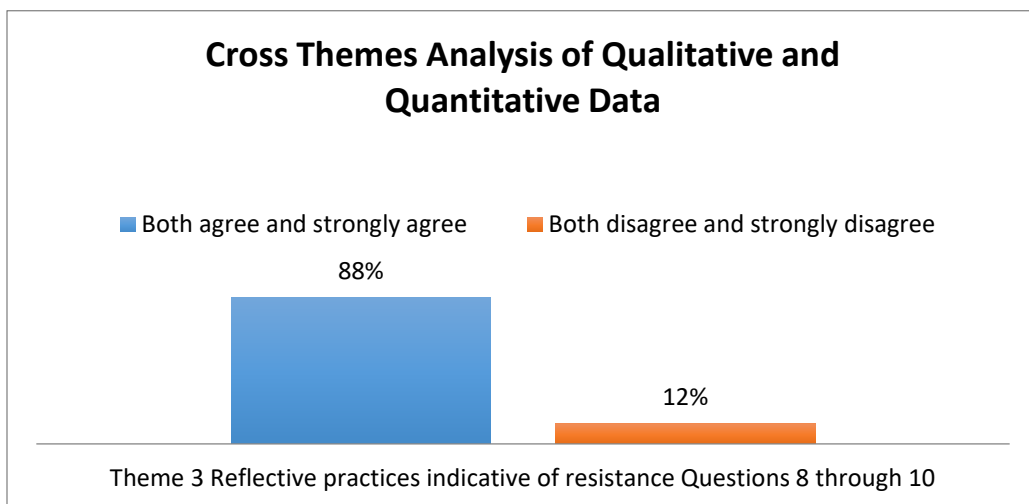 Cross Themes Analysis of Qualitative and
Quantitative Data
Both agree and strongly agree
Both disagree and strongly disagree
88%
12%
Theme 3 Reflective practices indicative of resistance Questions 8 through 10